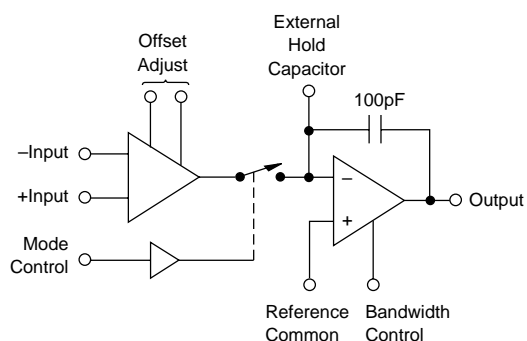 External
Hold
Capacitor
Offset
Adjust
100pF
–Input
+Input
Mode
Control
–
+
Output
Reference
Common
Bandwidth
Control